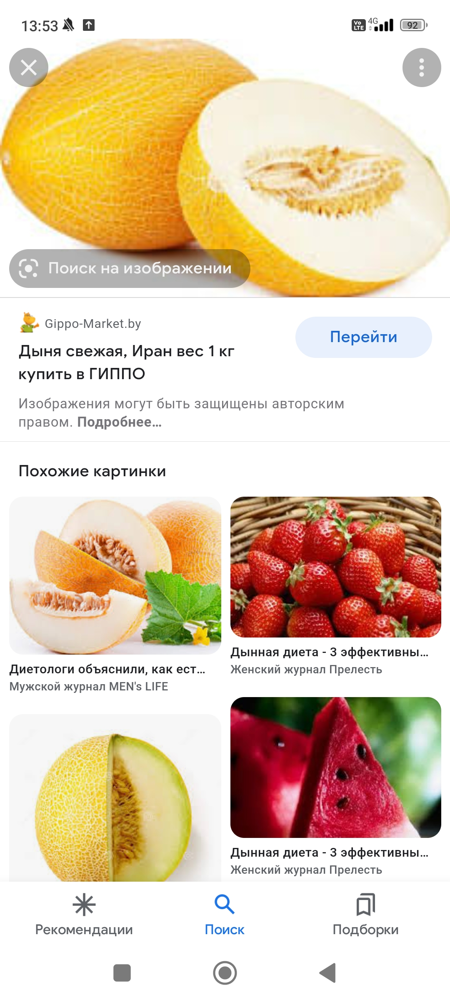 13:53
Vo LTE
4G
92
Поиск на изображении
Gippo-Market.by
Перейти
Дыня свежая, Иран вес 1 кг
купить в ГИППО
Изображения могут быть защищены авторским
правом. Подробнее...
Похожие картинки
Диетологи объяснили, как ест...
Мужской журнал MEN's LIFE
Дынная диета - 3 эффективны...
Женский журнал Прелесть
Дынная диета - 3 эффективны...
Женский журнал Прелесть
Рекомендации
Поиск
Подборки